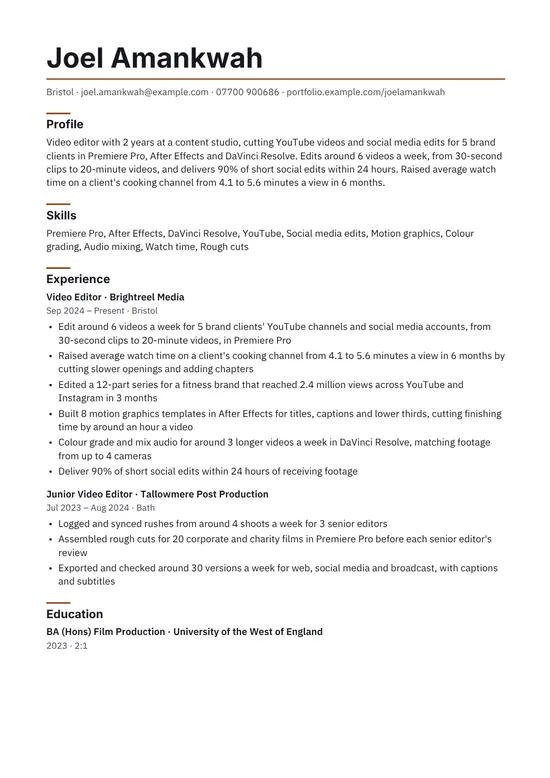 Joel Amankwah
Bristol · joel.amankwah@example.com · 07700 900686 · portfolio.example.com/joelamankwah
Profile
Video editor with 2 years at a content studio, cutting YouTube videos and social media edits for 5 brand
clients in Premiere Pro, After Effects and DaVinci Resolve. Edits around 6 videos a week, from 30-second
clips to 20-minute videos, and delivers 90% of short social edits within 24 hours. Raised average watch
time on a client's cooking channel from 4.1 to 5.6 minutes a view in 6 months.
Skills
Premiere Pro, After Effects, DaVinci Resolve, YouTube, Social media edits, Motion graphics, Colour
grading, Audio mixing, Watch time, Rough cuts
Experience
Video Editor · Brightreel Media
Sep 2024 – Present · Bristol
• Edit around 6 videos a week for 5 brand clients' YouTube channels and social media accounts, from
30-second clips to 20-minute videos, in Premiere Pro
• Raised average watch time on a client's cooking channel from 4.1 to 5.6 minutes a view in 6 months by
cutting slower openings and adding chapters
• Edited a 12-part series for a fitness brand that reached 2.4 million views across YouTube and
Instagram in 3 months
• Built 8 motion graphics templates in After Effects for titles, captions and lower thirds, cutting finishing
time by around an hour a video
• Colour grade and mix audio for around 3 longer videos a week in DaVinci Resolve, matching footage
from up to 4 cameras
• Deliver 90% of short social edits within 24 hours of receiving footage
Junior Video Editor · Tallowmere Post Production
Jul 2023 – Aug 2024 · Bath
• Logged and synced rushes from around 4 shoots a week for 3 senior editors
• Assembled rough cuts for 20 corporate and charity films in Premiere Pro before each senior editor's
review
• Exported and checked around 30 versions a week for web, social media and broadcast, with captions
and subtitles
Education
BA (Hons) Film Production · University of the West of England
2023 · 2:1